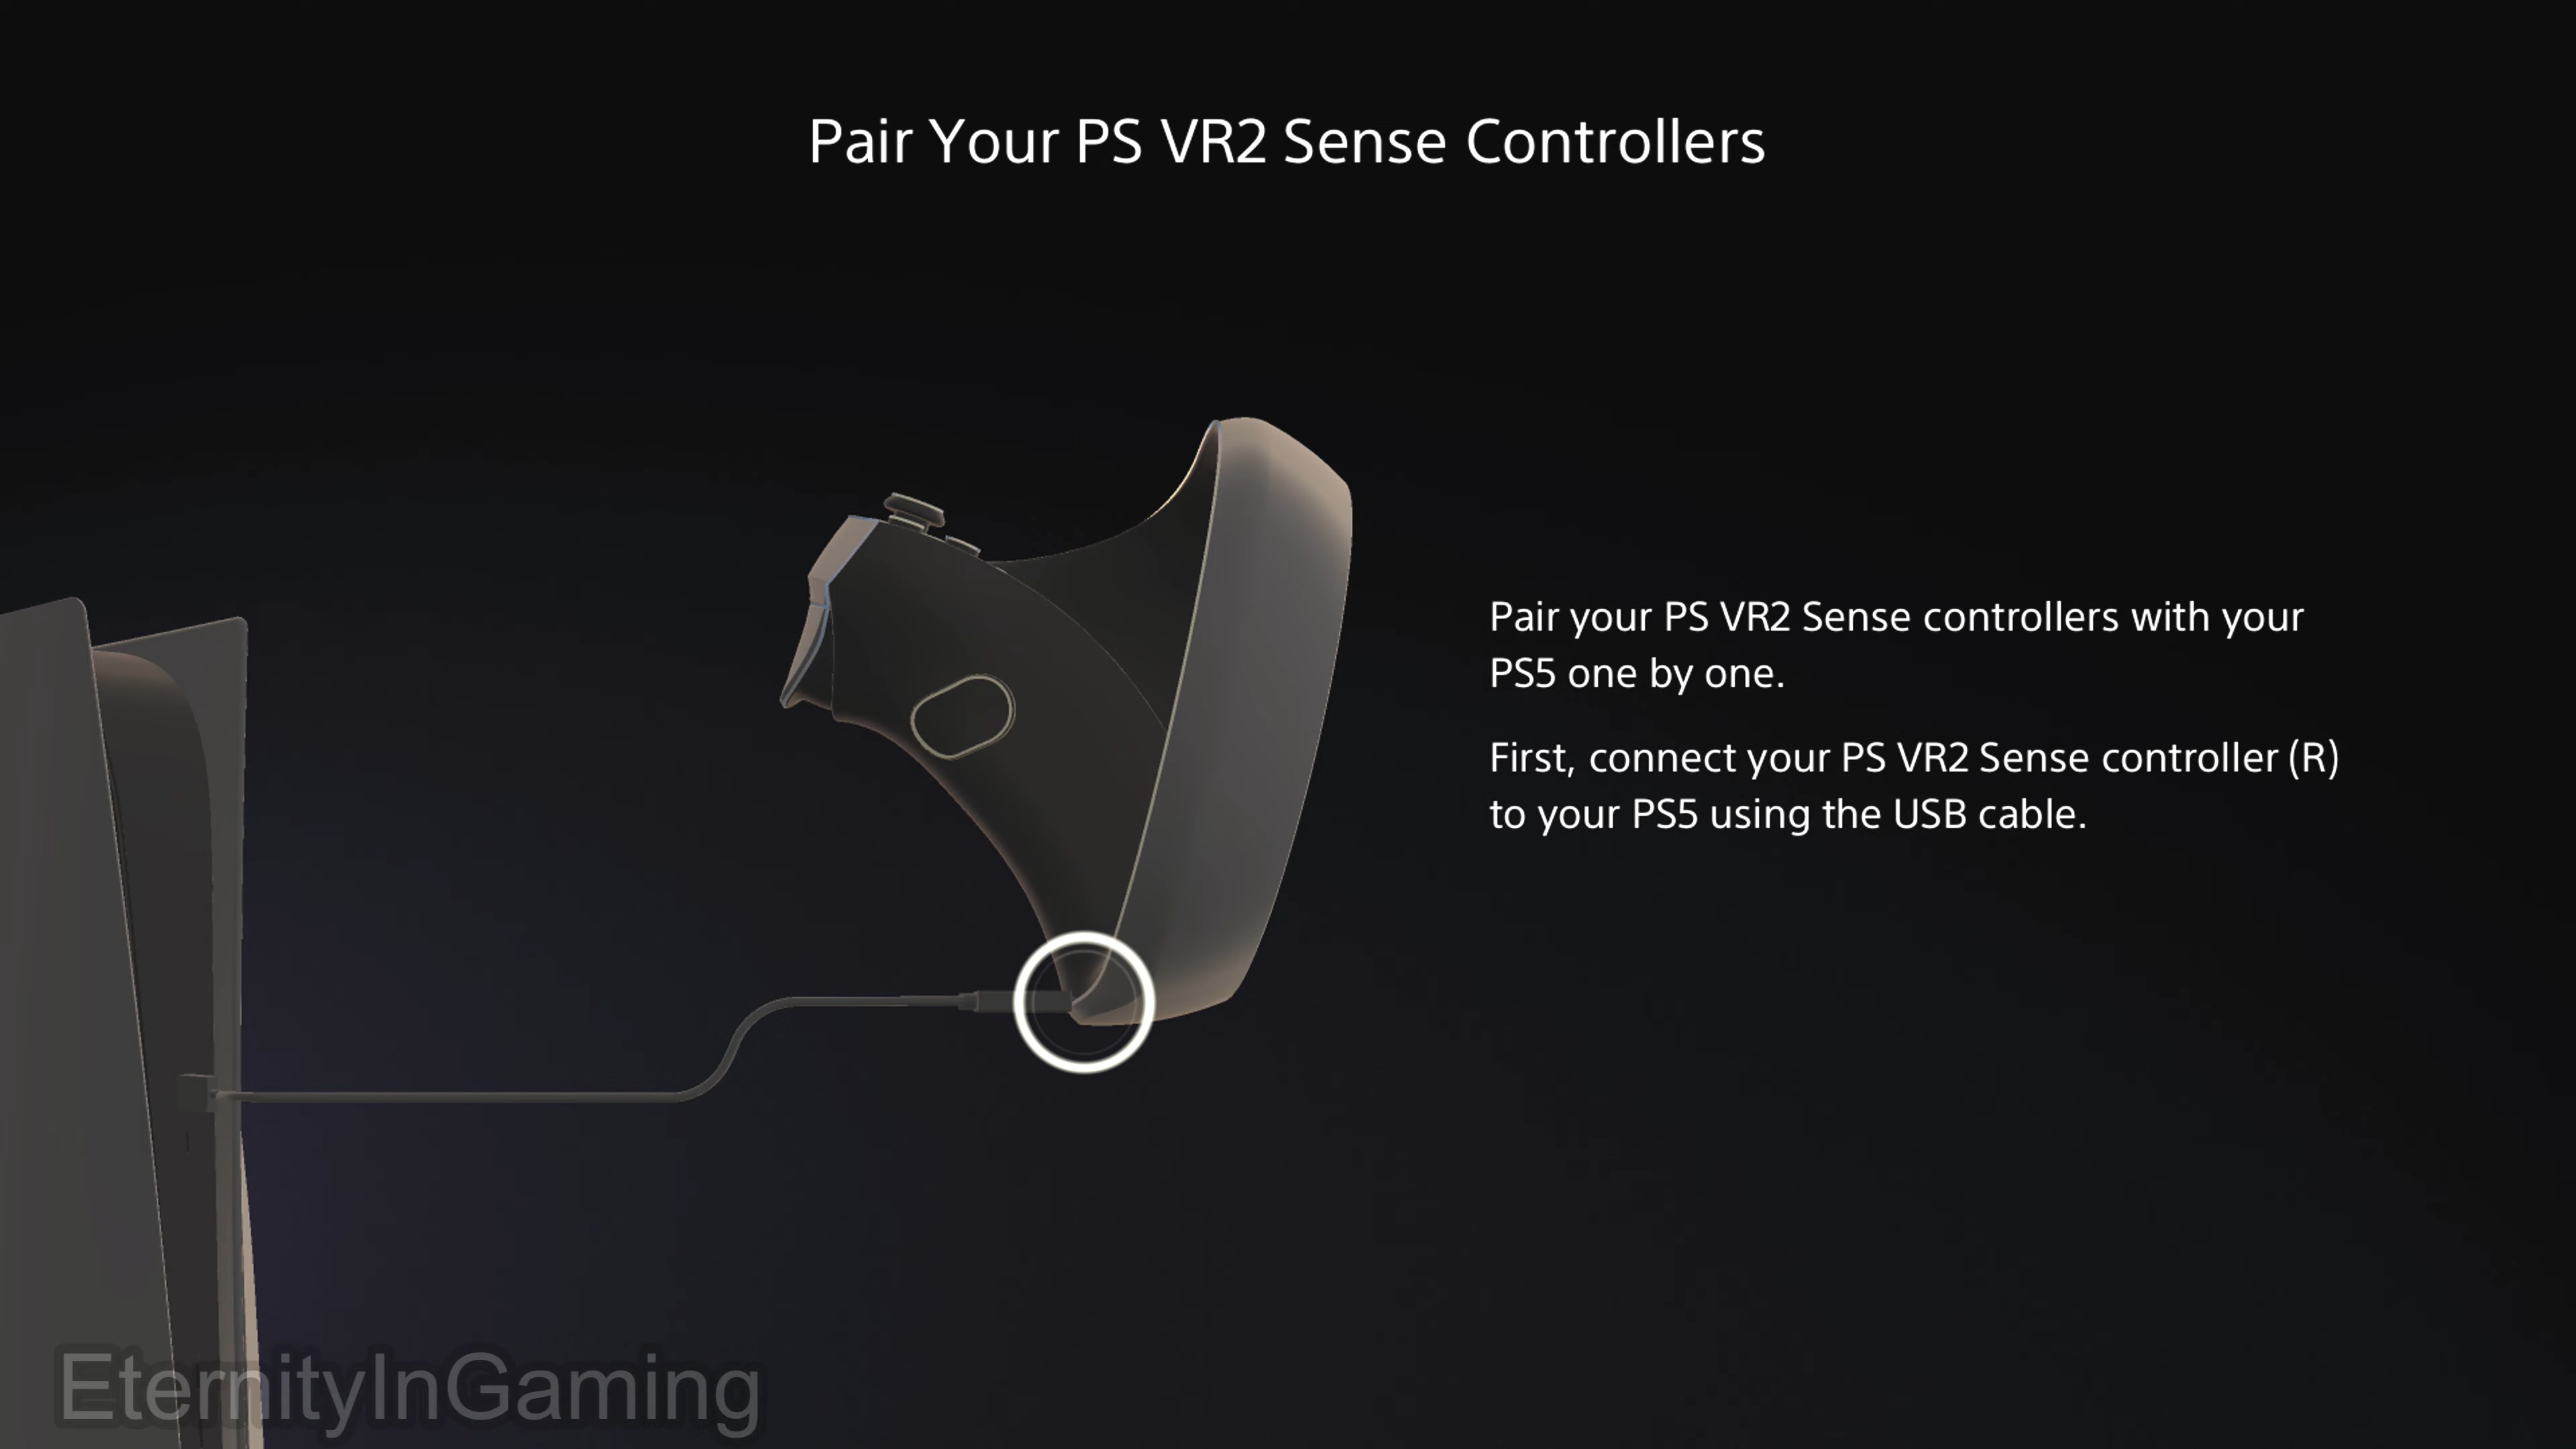 Pair Your PS VR2 Sense Controllers
Pair your PS VR2 Sense controllers with your
PS5 one by one.
First, connect your PS VR2 Sense controller (R)
to your PS5 using the USB cable.
EternityInGaming